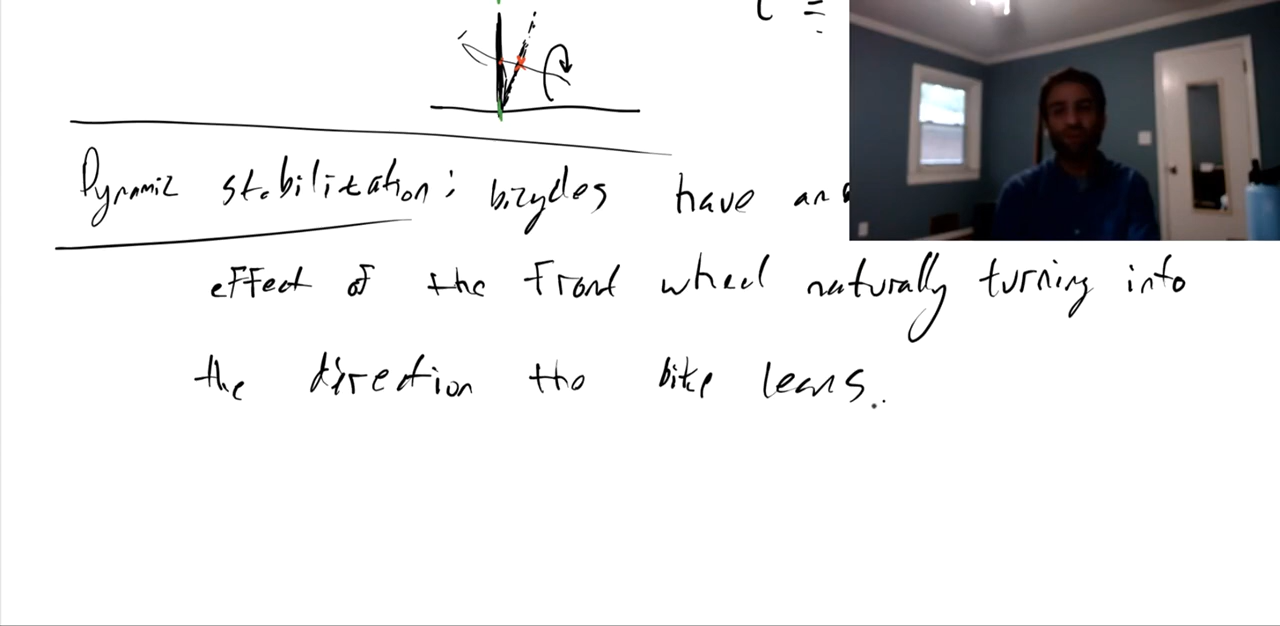 τ =
Dynamic stabilization: bicycles have an
effect of the front wheel naturally turning into
the direction the bike leans.